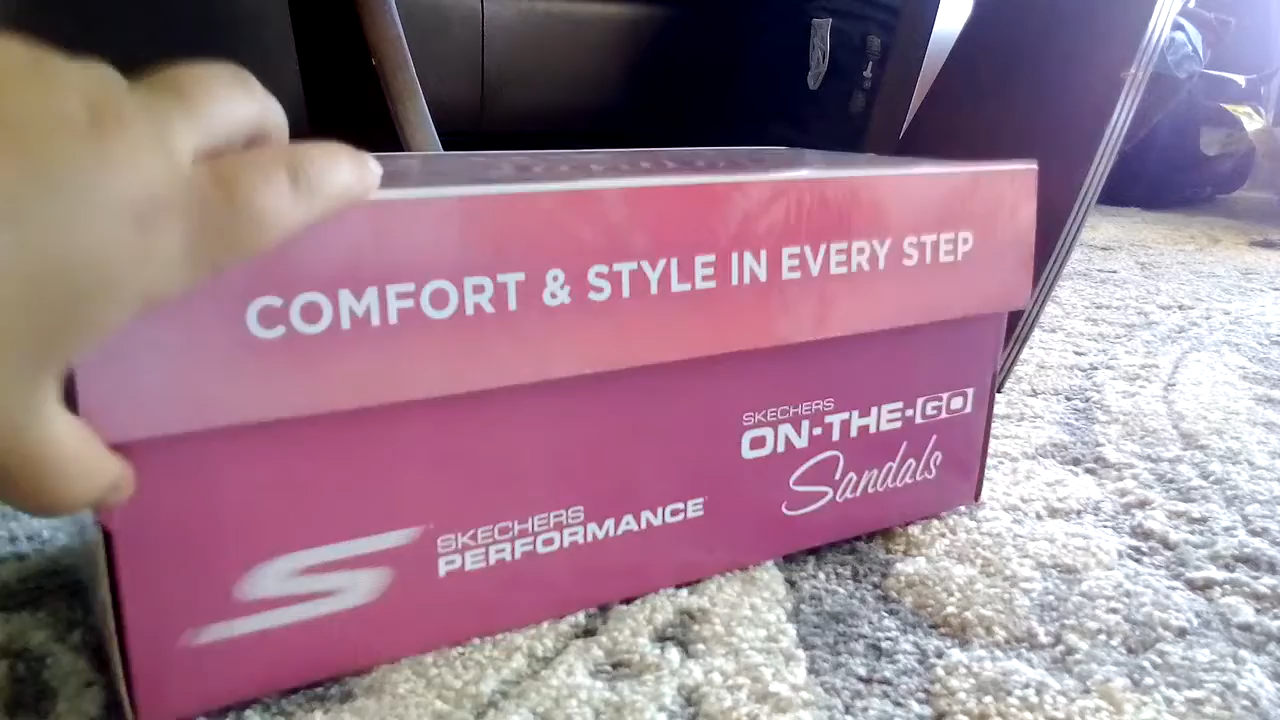 COMFORT & STYLE IN EVERY STEP
SKECHERS
ON-THE-GO
Sandals
S
SKECHERS
PERFORMANCE